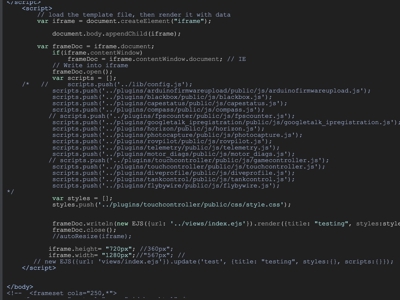 </script>
<script>
// load the template file, then render it with data
var iframe = document.createElement("iframe");
document.body.appendChild(iframe);
var frameDoc = iframe.document;
if(iframe.contentWindow)
frameDoc = iframe.contentWindow.document; // IE
// Write into iframe
frameDoc.open();
var scripts = [];
/* // scripts.push('../lib/config.js');
scripts.push('../plugins/arduinofirmwareupload/public/js/arduinofirmwareupload.js');
scripts.push('../plugins/blackbox/public/js/blackbox.js');
scripts.push('../plugins/capestatus/public/js/capestatus.js');
scripts.push('../plugins/compass/public/js/compass.js');
// scripts.push('../plugins/fpscounter/public/js/fpscounter.js');
scripts.push('../plugins/googletalk_ipregistration/public/js/googletalk_ipregistration.js');
scripts.push('../plugins/horizon/public/js/horizon.js');
scripts.push('../plugins/photocapture/public/js/photocapture.js');
scripts.push('../plugins/rovpilot/public/js/rovpilot.js');
scripts.push('../plugins/telemetry/public/js/telemetry.js');
scripts.push('../plugins/motor_diags/public/js/motor_diags.js');
// scripts.push('../plugins/touchcontroller/public/js/gamecontroller.js');
scripts.push('../plugins/touchcontroller/public/js/touchcontroller.js');
scripts.push('../plugins/diveprofile/public/js/diveprofile.js');
scripts.push('../plugins/tankcontrol/public/js/tankcontrol.js');
scripts.push('../plugins/flybywire/public/js/flybywire.js');
*/
var styles = [];
styles.push('../plugins/touchcontroller/public/css/style.css');
frameDoc.writeln(new EJS({url: '../views/index.ejs'}).render({title: "testing", styles:style
frameDoc.close();
//autoResize(iframe);
iframe.height= "720px"; //360px";
iframe.width= "1280px";//"567px"; //
// new EJS({url: 'views/index.ejs'}).update('test', {title: "testing", styles:[], scripts:[]});
</script>
</body>
<!-- <frameset cols="250,*">